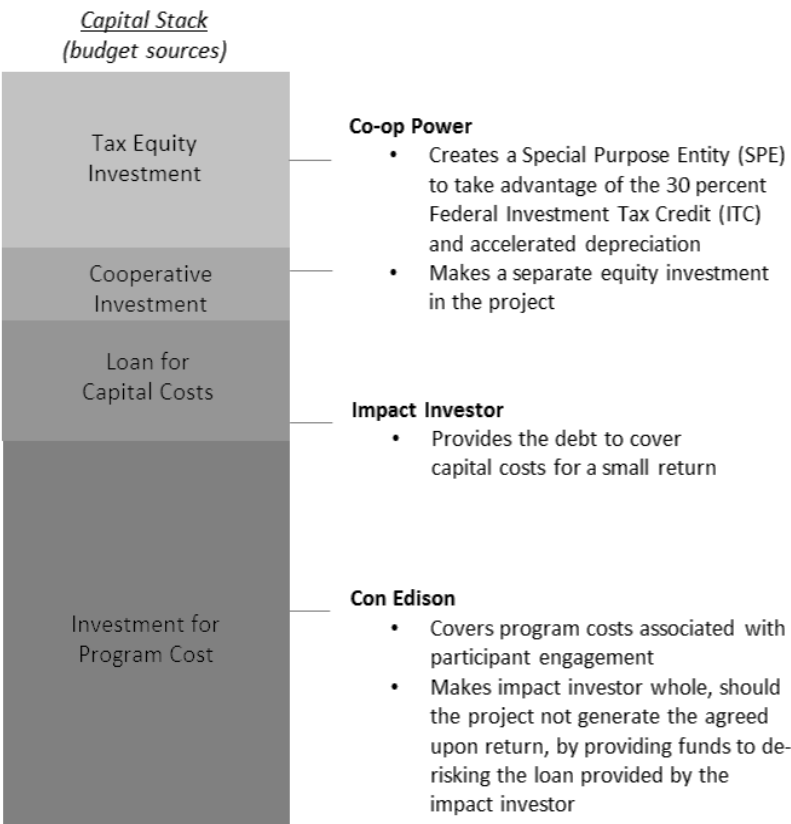 Capital Stack
(budget sources)
Tax Equity
Investment
Cooperative
Investment
Loan for
Capital Costs
Investment for
Program Cost
Co-op Power
• Creates a Special Purpose Entity (SPE)
to take advantage of the 30 percent
Federal Investment Tax Credit (ITC)
and accelerated depreciation
• Makes a separate equity investment
in the project
Impact Investor
• Provides the debt to cover
capital costs for a small return
Con Edison
• Covers program costs associated with
participant engagement
• Makes impact investor whole, should
the project not generate the agreed
upon return, by providing funds to de-
risking the loan provided by the
impact investor